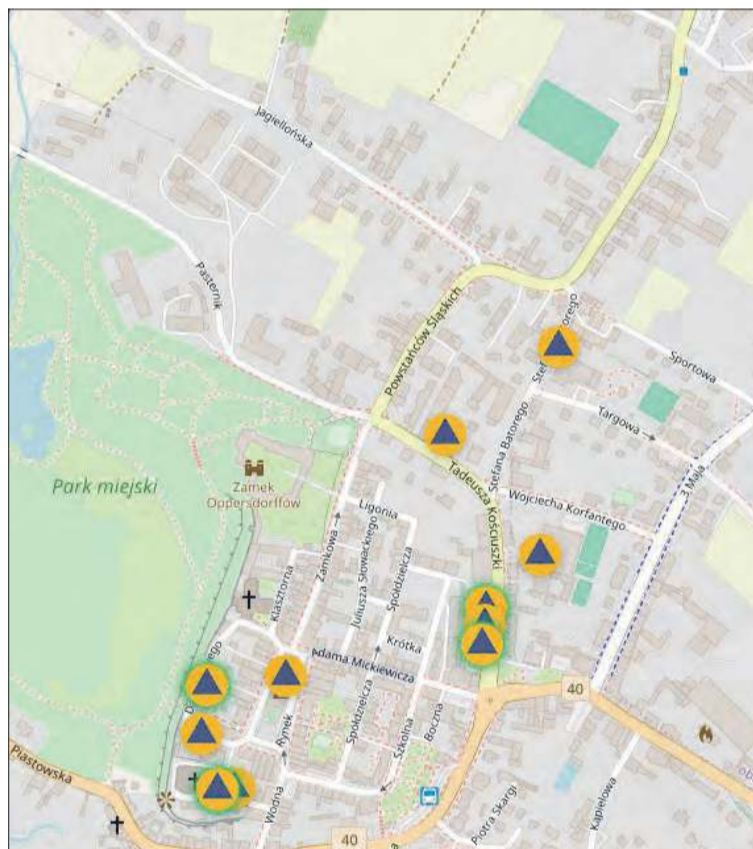 Jagiellońska
Pasternik
Powstańców Śląskich
Stefana Batorego
Sportowa
Targowa
Tadeusza Kościuszki
Stefana Batorego
3 Maja
Wojciecha Korfantego
Park miejski
Zamek
Oppersdorffów
Ligonia
Zamkowa
Juliusza Słowackiego
Spółdzielcza
Klasztorna
Krótka
Adama Mickiewicza
40
Rynek
Spółdzielcza
Szkolna
Boczna
Piastowska
Wodna
40
Piotra Skargi
Kąpielowa